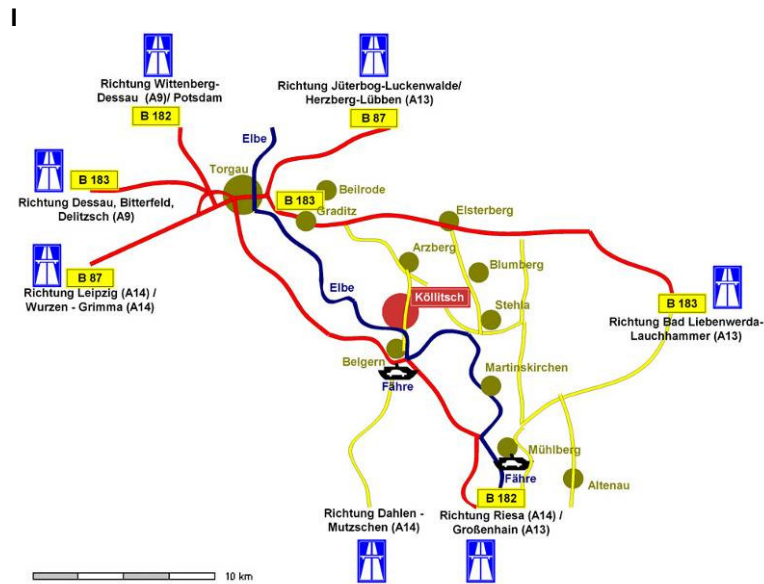 I
Richtung Wittenberg-
Dessau (A9)/ Potsdam
B 182
Richtung Jüterbog-Luckenwalde/
Herzberg-Lübben (A13)
B 87
Elbe
Torgau
B 183
Richtung Dessau, Bitterfeld,
Delitzsch (A9)
B 183
Beilrode
Graditz
Elsterberg
Arzberg
B 87
Richtung Leipzig (A14) /
Wurzen - Grimma (A14)
Elbe
Blumberg
Köllitsch
Stehla
B 183
Richtung Bad Liebenwerda-
Lauchhammer (A13)
Belgern
Fähre
Martinskirchen
Mühlberg
Fähre
Altenau
B 182
Richtung Dahlen -
Mutzschen (A14)
Richtung Riesa (A14) /
Großenhain (A13)
10 km